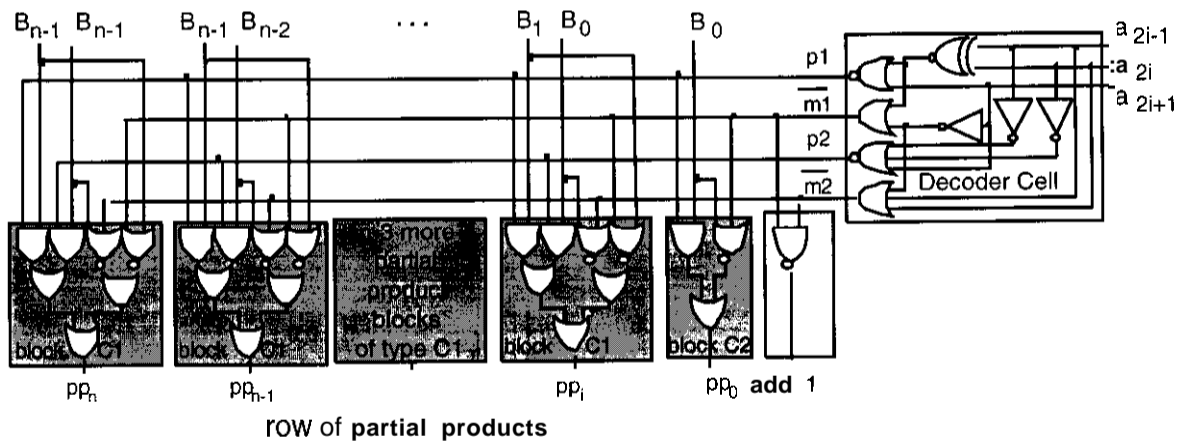 B n-1 B n-1 B n-1 B n-2 ... B 1 B 0 B 0
a 2i-1
:a 2i
a 2i+1
p1
m1
p2
m2
Decoder Cell
3 more
partial
product
blocks
of type C1
block C1
block C1
block C1
block C2
pp n pp n-1 pp i pp 0 add 1
row of partial products